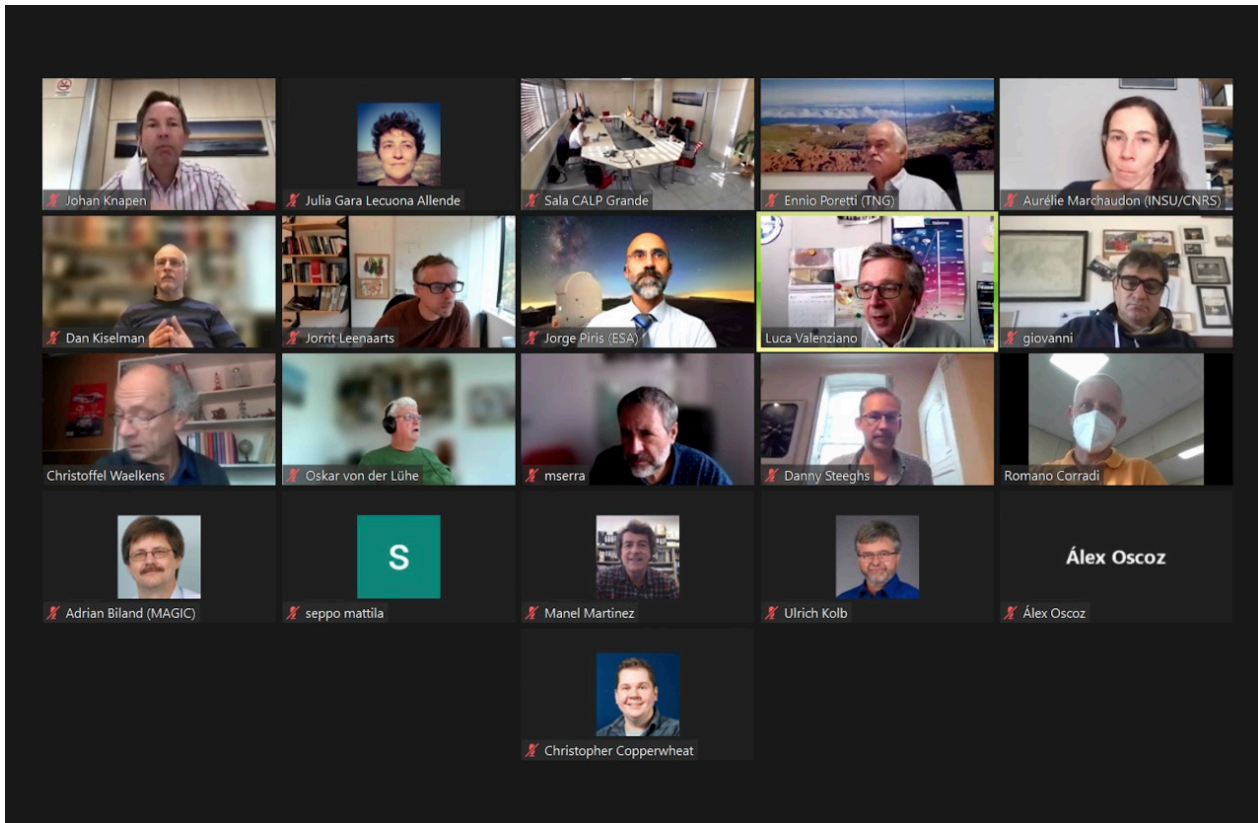 Johan Knapen
Julia Gara Lecuona Allende
Sala CALP Grande
Ennio Poretti (TNG)
Aurélie Marchaudon (INSU/CNRS)
Dan Kiselman
Jorrit Leenaarts
Jorge Piris (ESA)
Luca Valenziano
giovanni
Christoffel Waelkens
Oskar von der Lühe
mserra
Danny Steeghs
Romano Corradi
Adrian Biland (MAGIC)
S
seppo mattila
Manel Martinez
Ulrich Kolb
Álex Oscoz
Álex Oscoz
Christopher Copperwheat